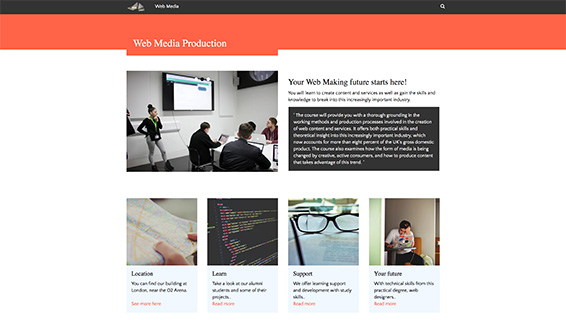 Web Media
Web Media Production
Your Web Making future starts here!
You will learn to create content and services as well as gain the skills and
knowledge to break into this increasingly important industry.
" The course will provide you with a thorough grounding in the
working methods and production processes involved in the creation
of web content and services. It offers both practical skills and
theoretical insight into this increasingly important industry, which
now accounts for more than eight percent of the UK's gross domestic
product. The course also examines how the form of media is being
changed by creative, active consumers, and how to produce content
that takes advantage of this trend. "
Location
You can find our building at
London, near the O2 Arena.
See more here
Learn
Take a look at our alumni
students and some of their
projects.
Read more
Support
We offer learning support
and development with study
skills.
Read more
Your future
With technical skills from this
practical degree, web
designers.
Read more